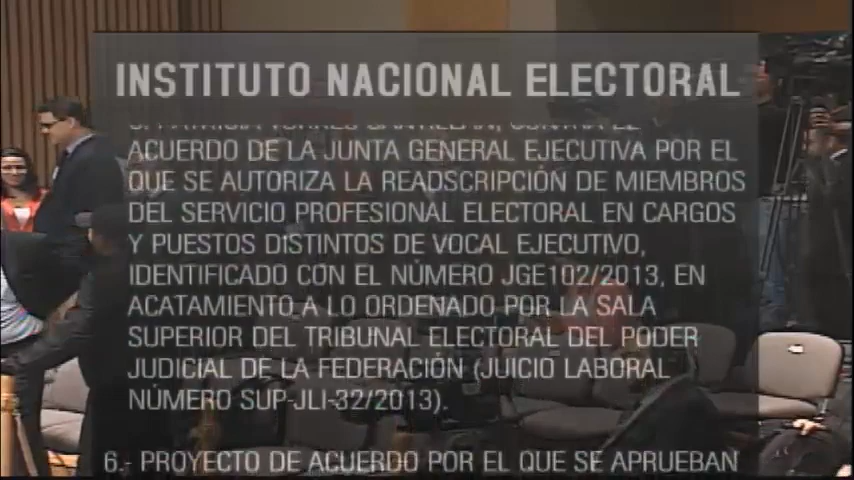 INSTITUTO NACIONAL ELECTORAL
ACUERDO DE LA JUNTA GENERAL EJECUTIVA POR EL
QUE SE AUTORIZA LA READSCRIPCIÓN DE MIEMBROS
DEL SERVICIO PROFESIONAL ELECTORAL EN CARGOS
Y PUESTOS DISTINTOS DE VOCAL EJECUTIVO,
IDENTIFICADO CON EL NÚMERO JGE102/2013, EN
ACATAMIENTO A LO ORDENADO POR LA SALA
SUPERIOR DEL TRIBUNAL ELECTORAL DEL PODER
JUDICIAL DE LA FEDERACIÓN (JUICIO LABORAL
NÚMERO SUP-JLI-32/2013).
6.- PROYECTO DE ACUERDO POR EL QUE SE APRUEBAN